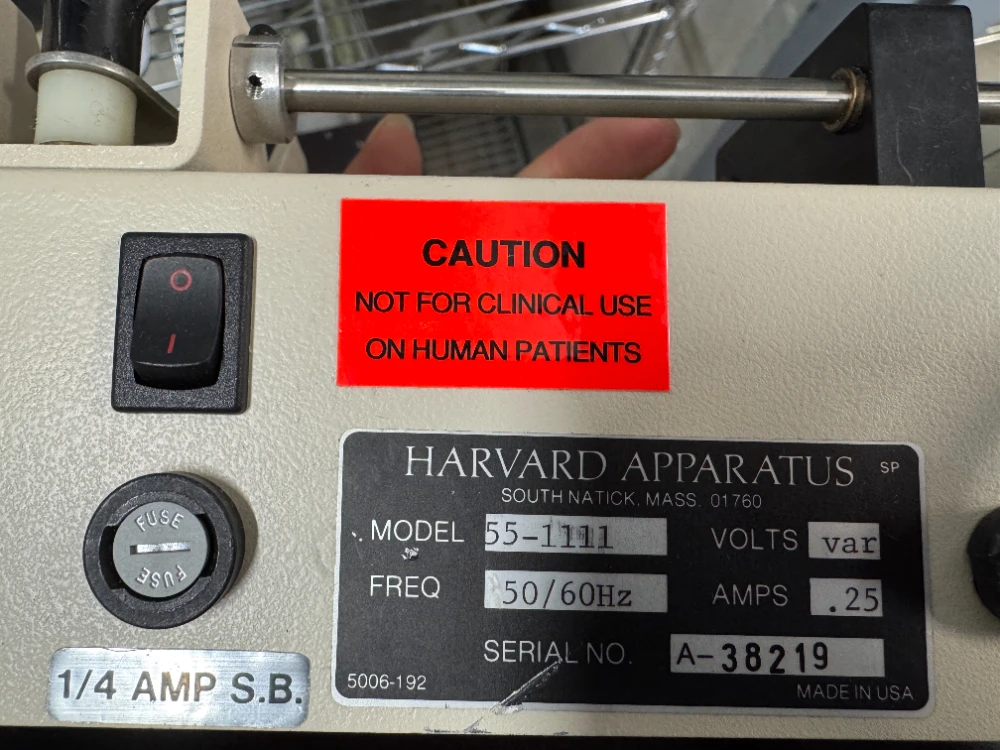 O
I
CAUTION
NOT FOR CLINICAL USE
ON HUMAN PATIENTS
HARVARD APPARATUS SP
SOUTH NATICK, MASS. 01760
MODEL 55-1111 VOLTS var
FREQ 50/60Hz AMPS .25
SERIAL NO. A-38219
5006-192 MADE IN USA
FUSE
FUSE
1/4 AMP S.B.